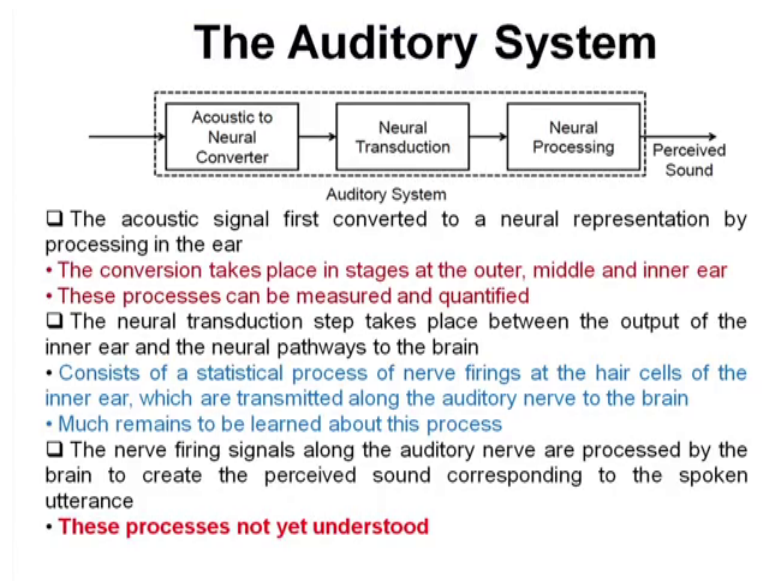 The Auditory System
Acoustic to
Neural
Converter
Neural
Transduction
Neural
Processing
Perceived
Sound
Auditory System
❑ The acoustic signal first converted to a neural representation by
processing in the ear
• The conversion takes place in stages at the outer, middle and inner ear
• These processes can be measured and quantified
❑ The neural transduction step takes place between the output of the
inner ear and the neural pathways to the brain
• Consists of a statistical process of nerve firings at the hair cells of the
inner ear, which are transmitted along the auditory nerve to the brain
• Much remains to be learned about this process
❑ The nerve firing signals along the auditory nerve are processed by the
brain to create the perceived sound corresponding to the spoken
utterance
• These processes not yet understood